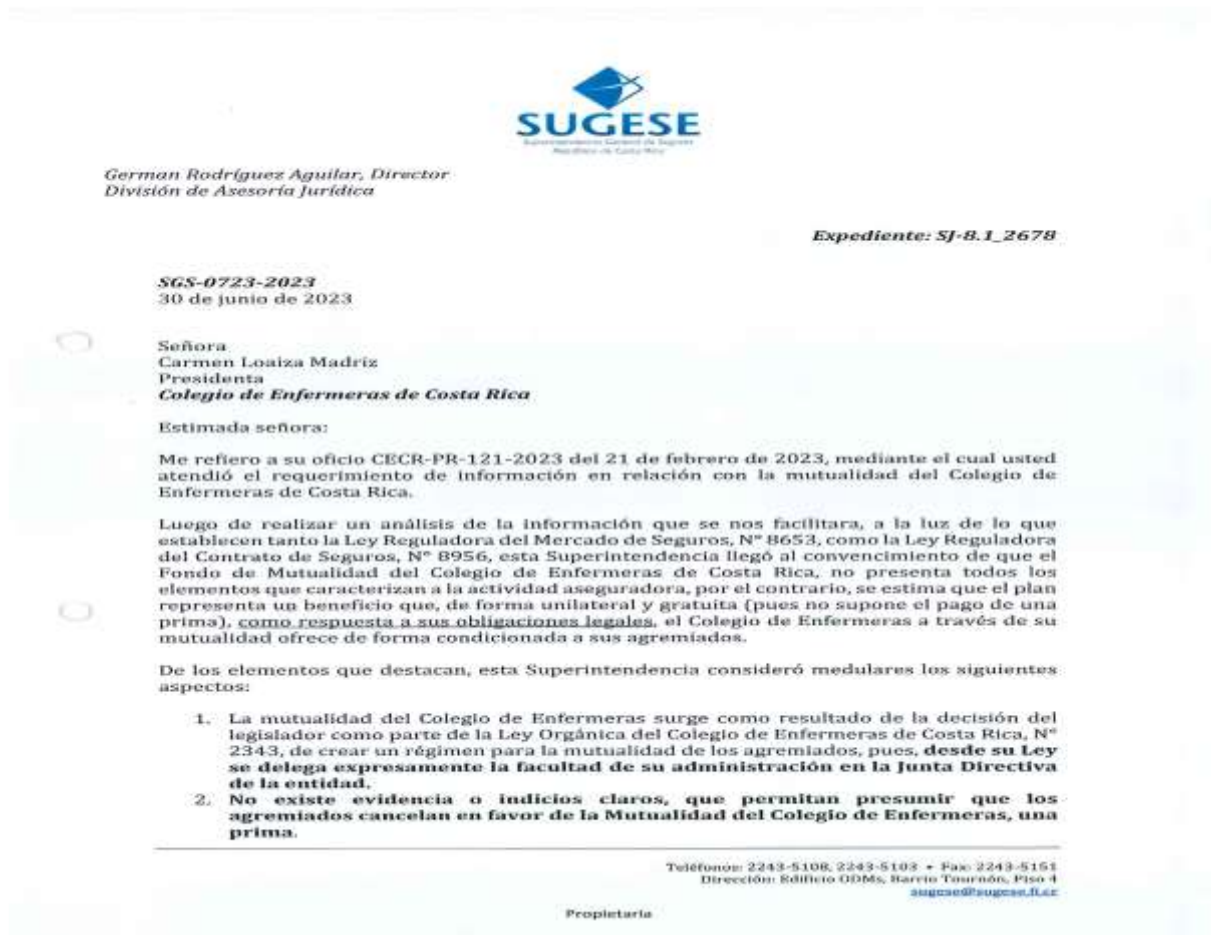 SUGESE
Superintendencia General de Seguros
República de Costa Rica
German Rodríguez Aguilar, Director
División de Asesoría Jurídica
Expediente: SJ-8.1_2678
SGS-0723-2023
30 de junio de 2023
Señora
Carmen Loaiza Madriz
Presidenta
Colegio de Enfermeras de Costa Rica
Estimada señora:
Me refiero a su oficio CECR-PR-121-2023 del 21 de febrero de 2023, mediante el cual usted
atendió el requerimiento de información en relación con la mutualidad del Colegio de
Enfermeras de Costa Rica.
Luego de realizar un análisis de la información que se nos facilitara, a la luz de lo que
establecen tanto la Ley Reguladora del Mercado de Seguros, N° 8653, como la Ley Reguladora
del Contrato de Seguros, N° 8956, esta Superintendencia llegó al convencimiento de que el
Fondo de Mutualidad del Colegio de Enfermeras de Costa Rica, no presenta todos los
elementos que caracterizan a la actividad aseguradora, por el contrario, se estima que el plan
representa un beneficio que, de forma unilateral y gratuita (pues no supone el pago de una
prima), como respuesta a sus obligaciones legales, el Colegio de Enfermeras a través de su
mutualidad ofrece de forma condicionada a sus agremiados.
De los elementos que destacan, esta Superintendencia consideró medulares los siguientes
aspectos:
1. La mutualidad del Colegio de Enfermeras surge como resultado de la decisión del
legislador como parte de la Ley Orgánica del Colegio de Enfermeras de Costa Rica, N°
2343, de crear un régimen para la mutualidad de los agremiados, pues, desde su Ley
se delega expresamente la facultad de su administración en la Junta Directiva
de la entidad.
2. No existe evidencia o indicios claros, que permitan presumir que los
agremiados cancelan en favor de la Mutualidad del Colegio de Enfermeras, una
prima.
Teléfonos: 2243-5108, 2243-5103 • Fax: 2243-5151
Dirección: Edificio ODMs, Barrio Tournón, Piso 4
sugese@sugese.fi.cr
Propietaria